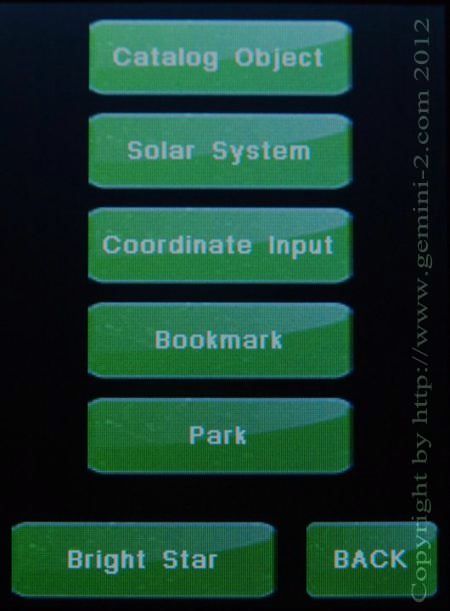 Catalog Object
Solar System
Coordinate Input
Bookmark
Park
Bright Star
BACK
Copyright by http://www.gemini-2.com 2012